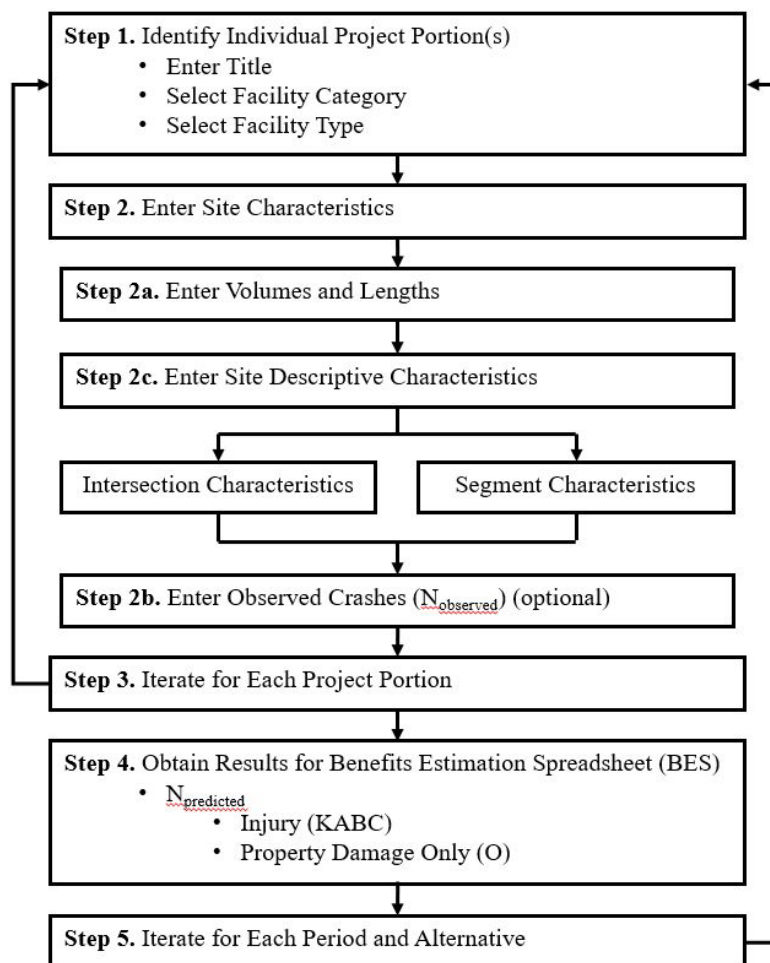 Step 1. Identify Individual Project Portion(s)
• Enter Title
• Select Facility Category
• Select Facility Type
Step 2. Enter Site Characteristics
Step 2a. Enter Volumes and Lengths
Step 2c. Enter Site Descriptive Characteristics
Intersection Characteristics
Segment Characteristics
Step 2b. Enter Observed Crashes (Nobserved) (optional)
Step 3. Iterate for Each Project Portion
Step 4. Obtain Results for Benefits Estimation Spreadsheet (BES)
• Npredicted
• Injury (KABC)
• Property Damage Only (O)
Step 5. Iterate for Each Period and Alternative